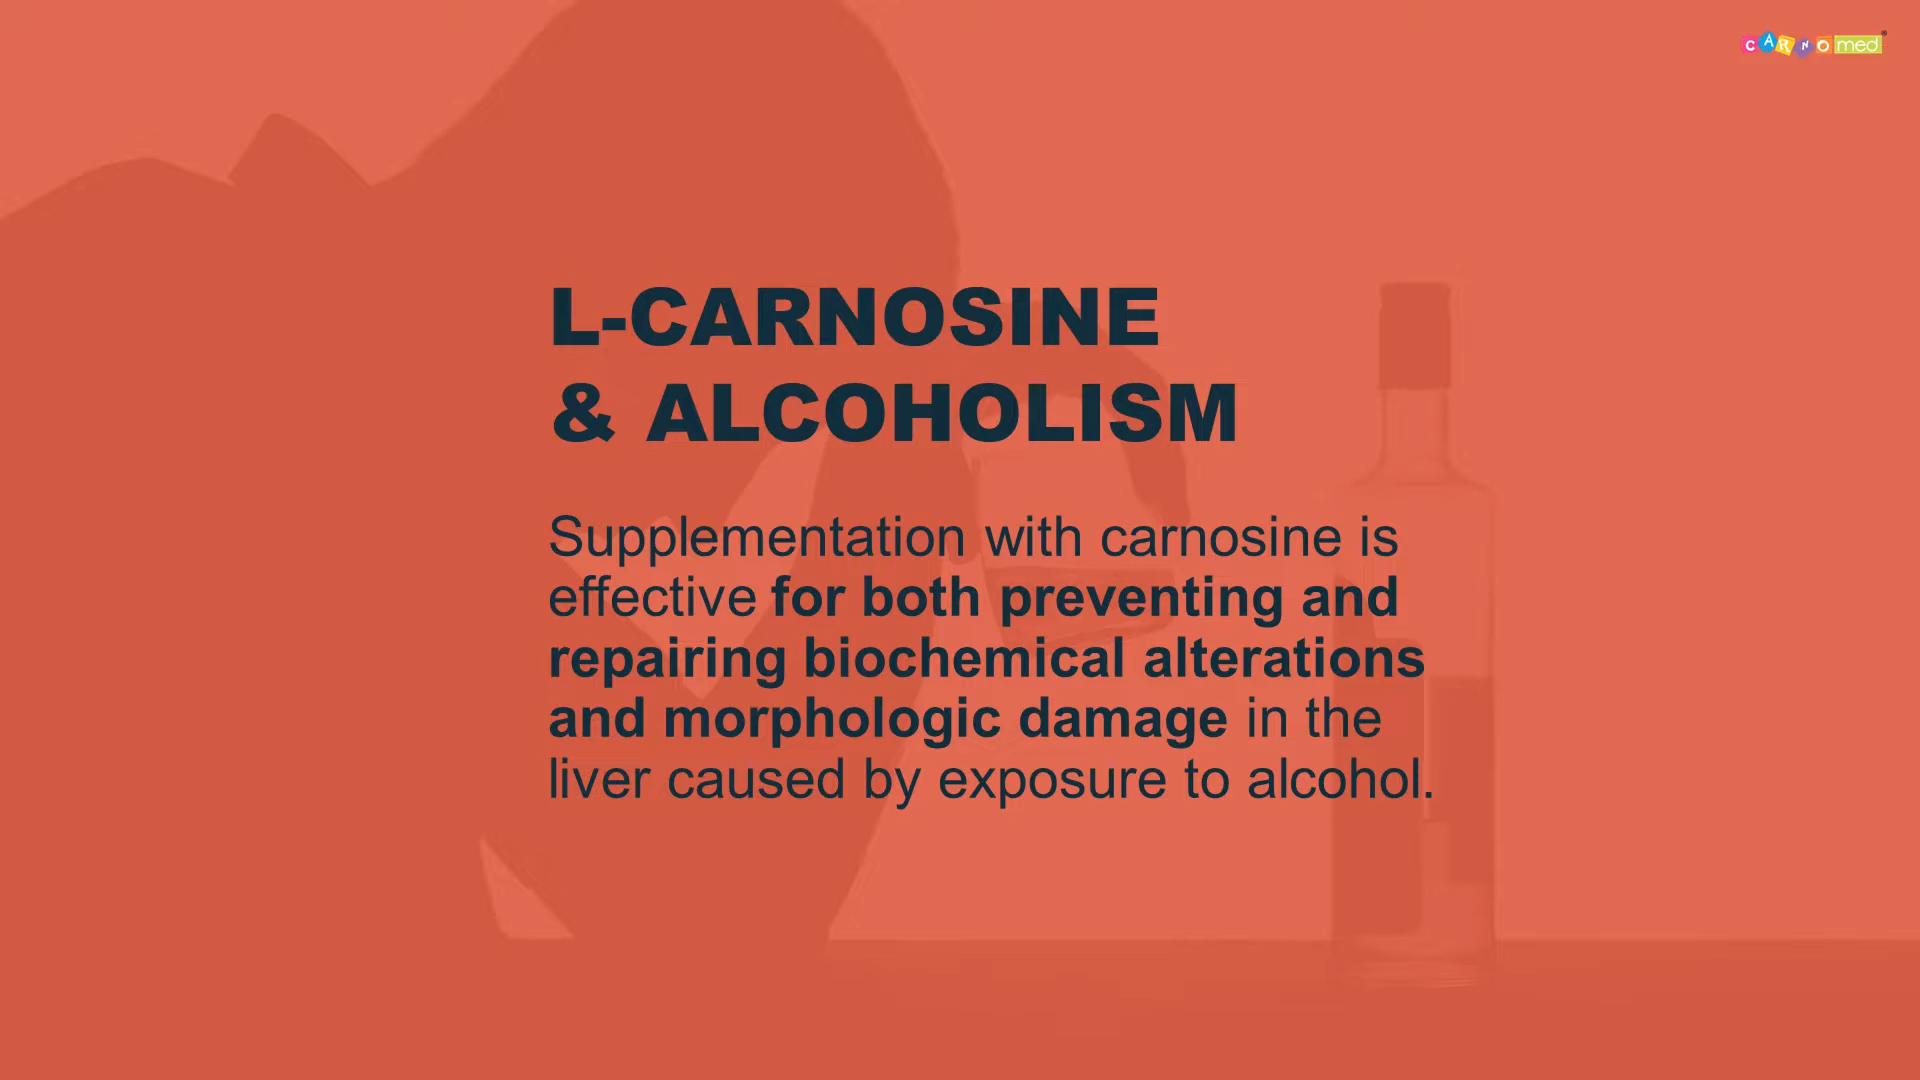 CARNOmed®
L-CARNOSINE
& ALCOHOLISM
Supplementation with carnosine is
effective for both preventing and
repairing biochemical alterations
and morphologic damage in the
liver caused by exposure to alcohol.